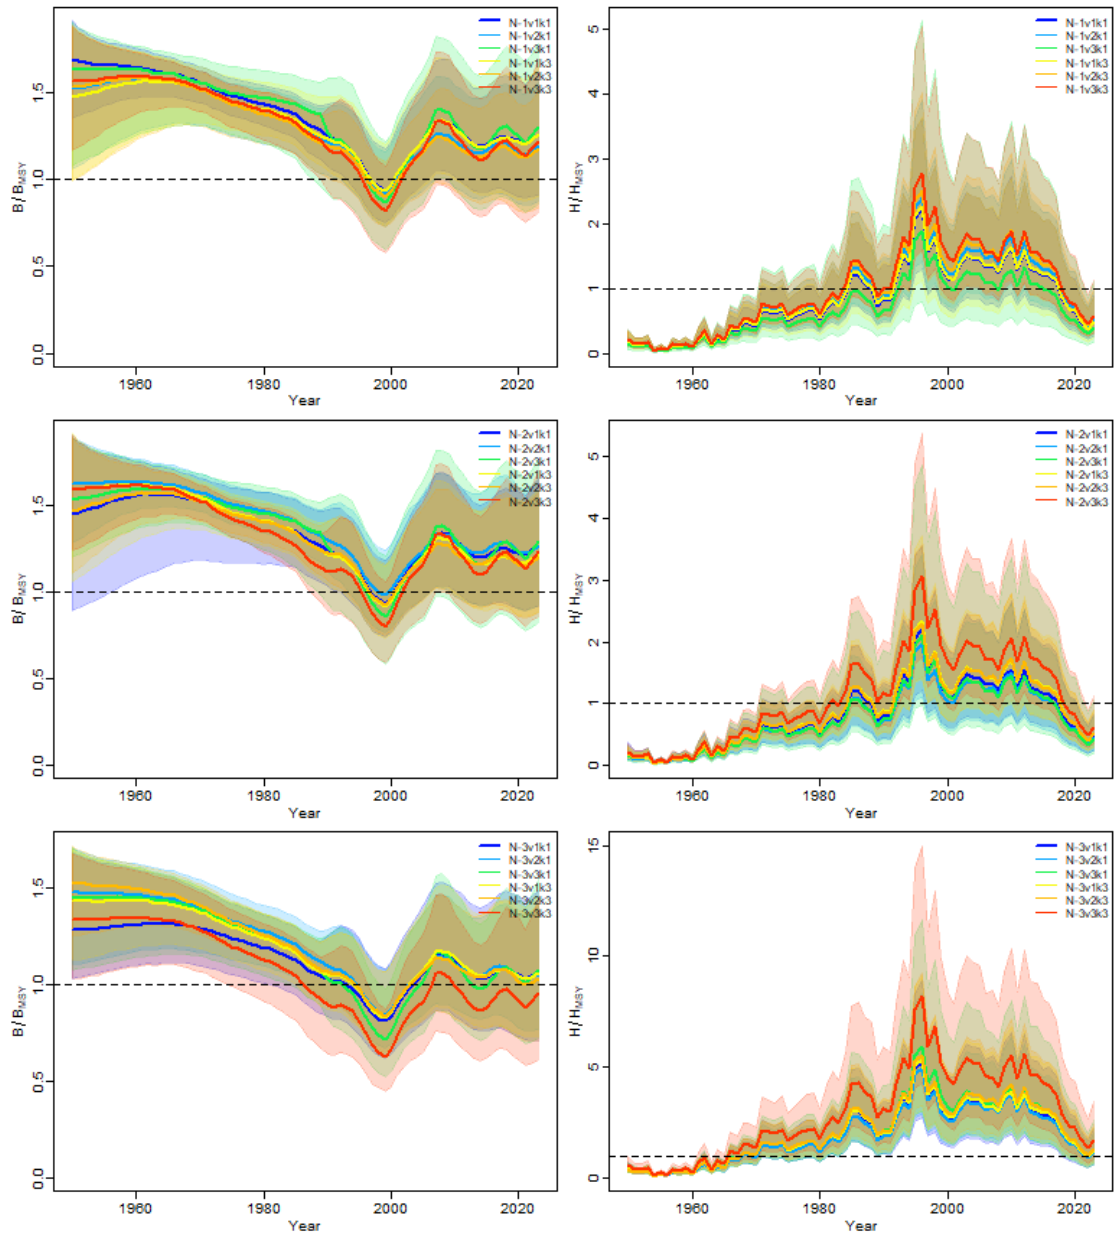 N-1v1k1
N-1v2k1
N-1v3k1
N-1v1k3
N-1v2k3
N-1v3k3
B/ BMSY
0.0 0.5 1.0 1.5
1960 1980 2000 2020
Year
N-1v1k1
N-1v2k1
N-1v3k1
N-1v1k3
N-1v2k3
N-1v3k3
H/ HMSY
0 1 2 3 4 5
1960 1980 2000 2020
Year
N-2v1k1
N-2v2k1
N-2v3k1
N-2v1k3
N-2v2k3
N-2v3k3
B/ BMSY
0.0 0.5 1.0 1.5
1960 1980 2000 2020
Year
N-2v1k1
N-2v2k1
N-2v3k1
N-2v1k3
N-2v2k3
N-2v3k3
H/ HMSY
0 1 2 3 4 5
1960 1980 2000 2020
Year
N-3v1k1
N-3v2k1
N-3v3k1
N-3v1k3
N-3v2k3
N-3v3k3
B/ BMSY
0.0 0.5 1.0 1.5
1960 1980 2000 2020
Year
N-3v1k1
N-3v2k1
N-3v3k1
N-3v1k3
N-3v2k3
N-3v3k3
H/ HMSY
0 5 10 15
1960 1980 2000 2020
Year